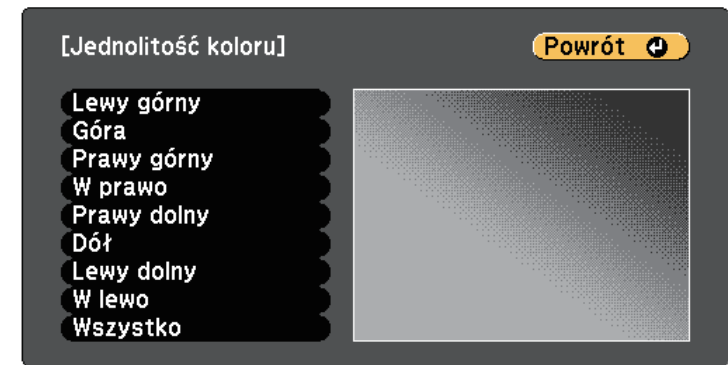 [Jednolitość koloru]
Powrót
Lewy górny
Góra
Prawy górny
W prawo
Prawy dolny
Dół
Lewy dolny
W lewo
Wszystko